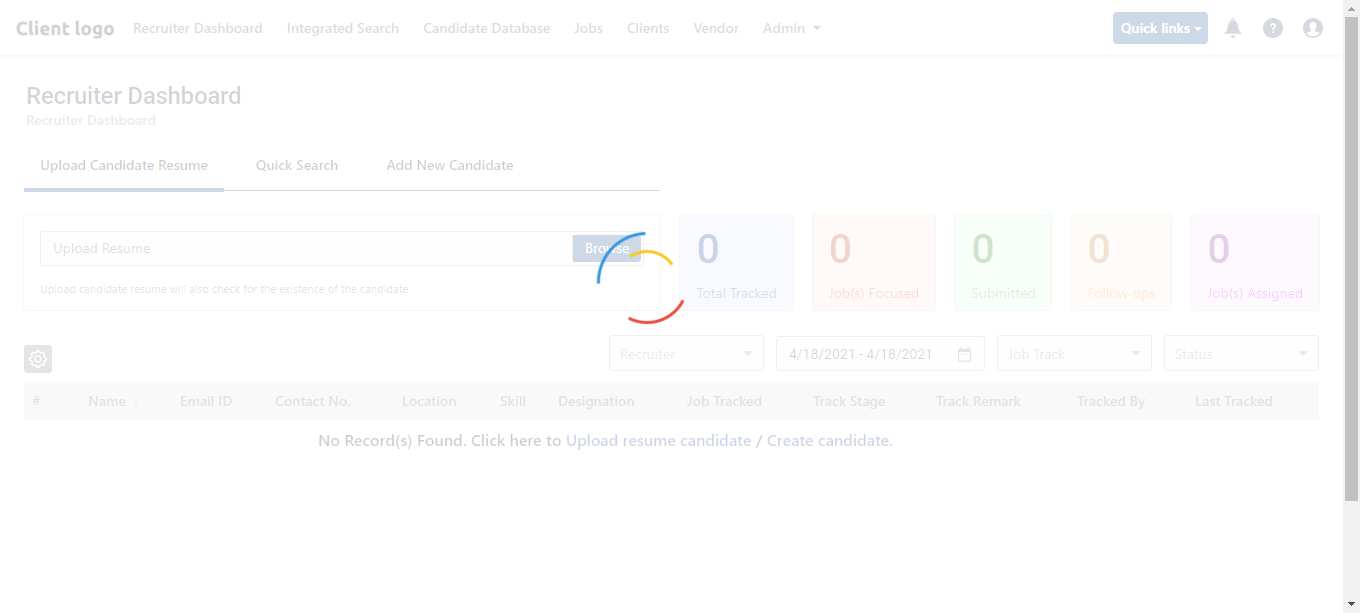 Client logo Recruiter Dashboard Integrated Search Candidate Database Jobs Clients Vendor Admin Quick links ?
Recruiter Dashboard
Recruiter Dashboard
Upload Candidate Resume Quick Search Add New Candidate
Upload Resume Browse
Upload candidate resume will also check for the existence of the candidate
0 0 0 0 0
Total Tracked Job(s) Focused Submitted Follow-ups Job(s) Assigned
Recruiter 4/18/2021 - 4/18/2021 Job Track Status
# Name Email ID Contact No. Location Skill Designation Job Tracked Track Stage Track Remark Tracked By Last Tracked
No Record(s) Found. Click here to Upload resume candidate / Create candidate.